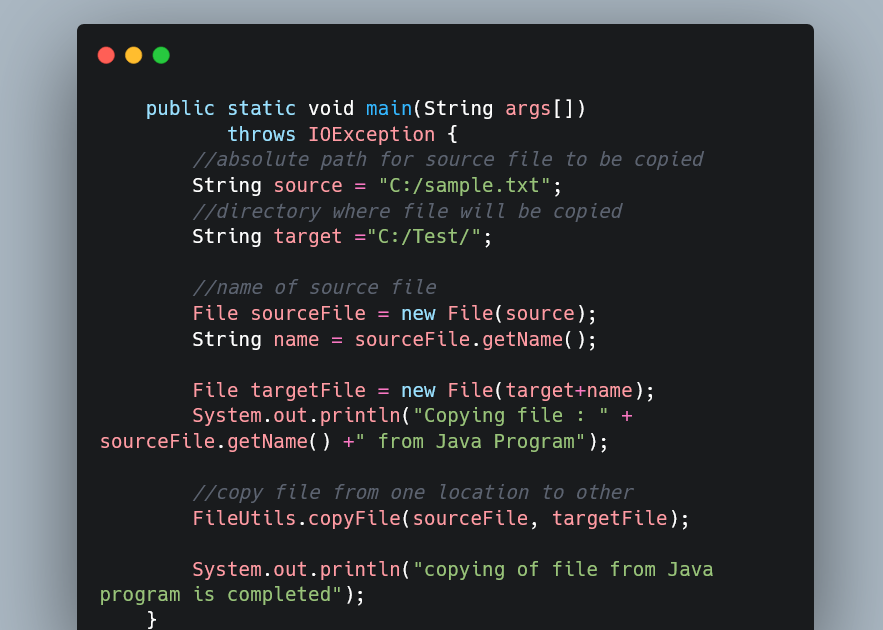 public static void main(String args[])
throws IOException {
//absolute path for source file to be copied
String source = "C:/sample.txt";
//directory where file will be copied
String target ="C:/Test/";
//name of source file
File sourceFile = new File(source);
String name = sourceFile.getName();
File targetFile = new File(target+name);
System.out.println("Copying file : " +
sourceFile.getName() +" from Java Program");
//copy file from one location to other
FileUtils.copyFile(sourceFile, targetFile);
System.out.println("copying of file from Java
program is completed");
}